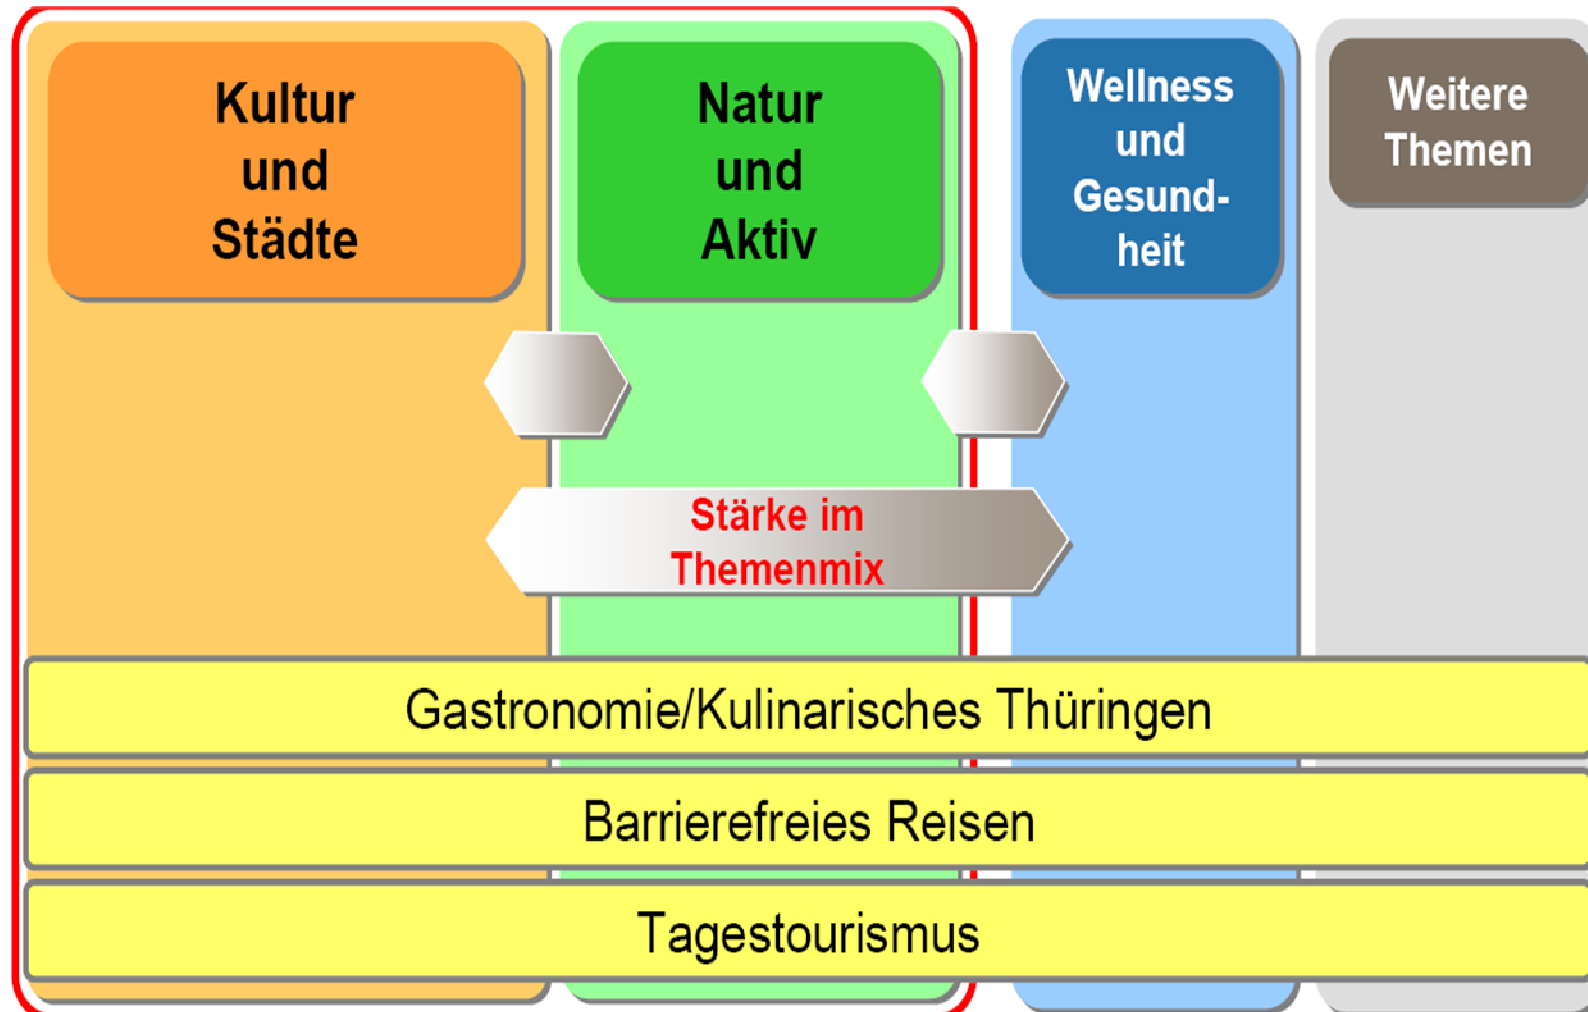 Kultur
und
Städte
Natur
und
Aktiv
Wellness
und
Gesund-
heit
Weitere
Themen
Stärke im
Themenmix
Gastronomie/Kulinarisches Thüringen
Barrierefreies Reisen
Tagestourismus